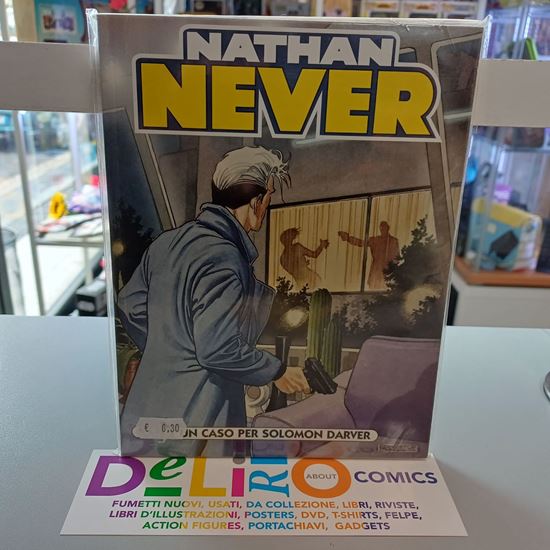 NATHAN
NEVER
€ 0,30
UN CASO PER SOLOMON DARVER
DeLiRiO ABOUT COMICS
FUMETTI NUOVI, USATI, DA COLLEZIONE, LIBRI, RIVISTE,
LIBRI D'ILLUSTRAZIONI, POSTERS, DVD, T-SHIRTS, FELPE,
ACTION FIGURES, PORTACHIAVI, GADGETS